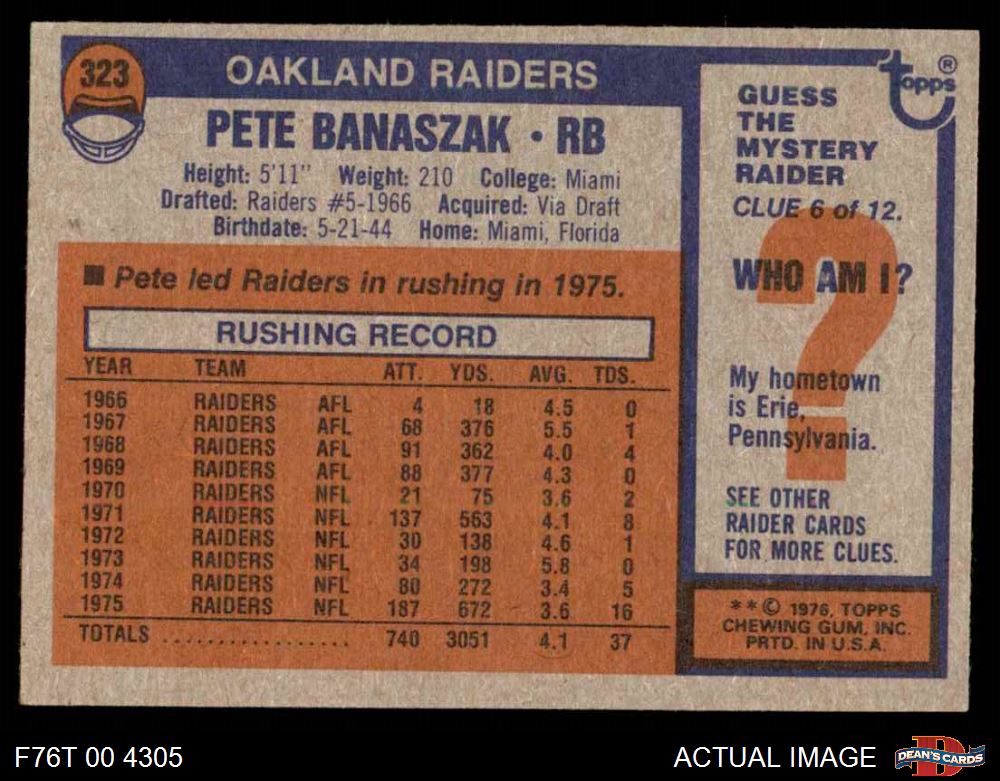 323
OAKLAND RAIDERS
PETE BANASZAK • RB
Height: 5'11" Weight: 210 College: Miami
Drafted: Raiders #5-1966 Acquired: Via Draft
Birthdate: 5-21-44 Home: Miami, Florida
■ Pete led Raiders in rushing in 1975.
RUSHING RECORD
YEAR TEAM ATT. YDS. AVG. TDS.
1966 RAIDERS AFL 4 18 4.5 0
1967 RAIDERS AFL 68 376 5.5 1
1968 RAIDERS AFL 91 362 4.0 4
1969 RAIDERS AFL 88 377 4.3 0
1970 RAIDERS NFL 21 75 3.6 2
1971 RAIDERS NFL 137 563 4.1 8
1972 RAIDERS NFL 30 138 4.6 1
1973 RAIDERS NFL 34 198 5.8 0
1974 RAIDERS NFL 80 272 3.4 5
1975 RAIDERS NFL 187 672 3.6 16
TOTALS .................. 740 3051 4.1 37
topps®
GUESS
THE
MYSTERY
RAIDER
CLUE 6 of 12.
?
WHO AM I?
My hometown
is Erie,
Pennsylvania.
SEE OTHER
RAIDER CARDS
FOR MORE CLUES.
**© 1976, TOPPS
CHEWING GUM, INC.
PRTD. IN U.S.A.
F76T 00 4305
ACTUAL IMAGE
D
DEAN'S CARDS